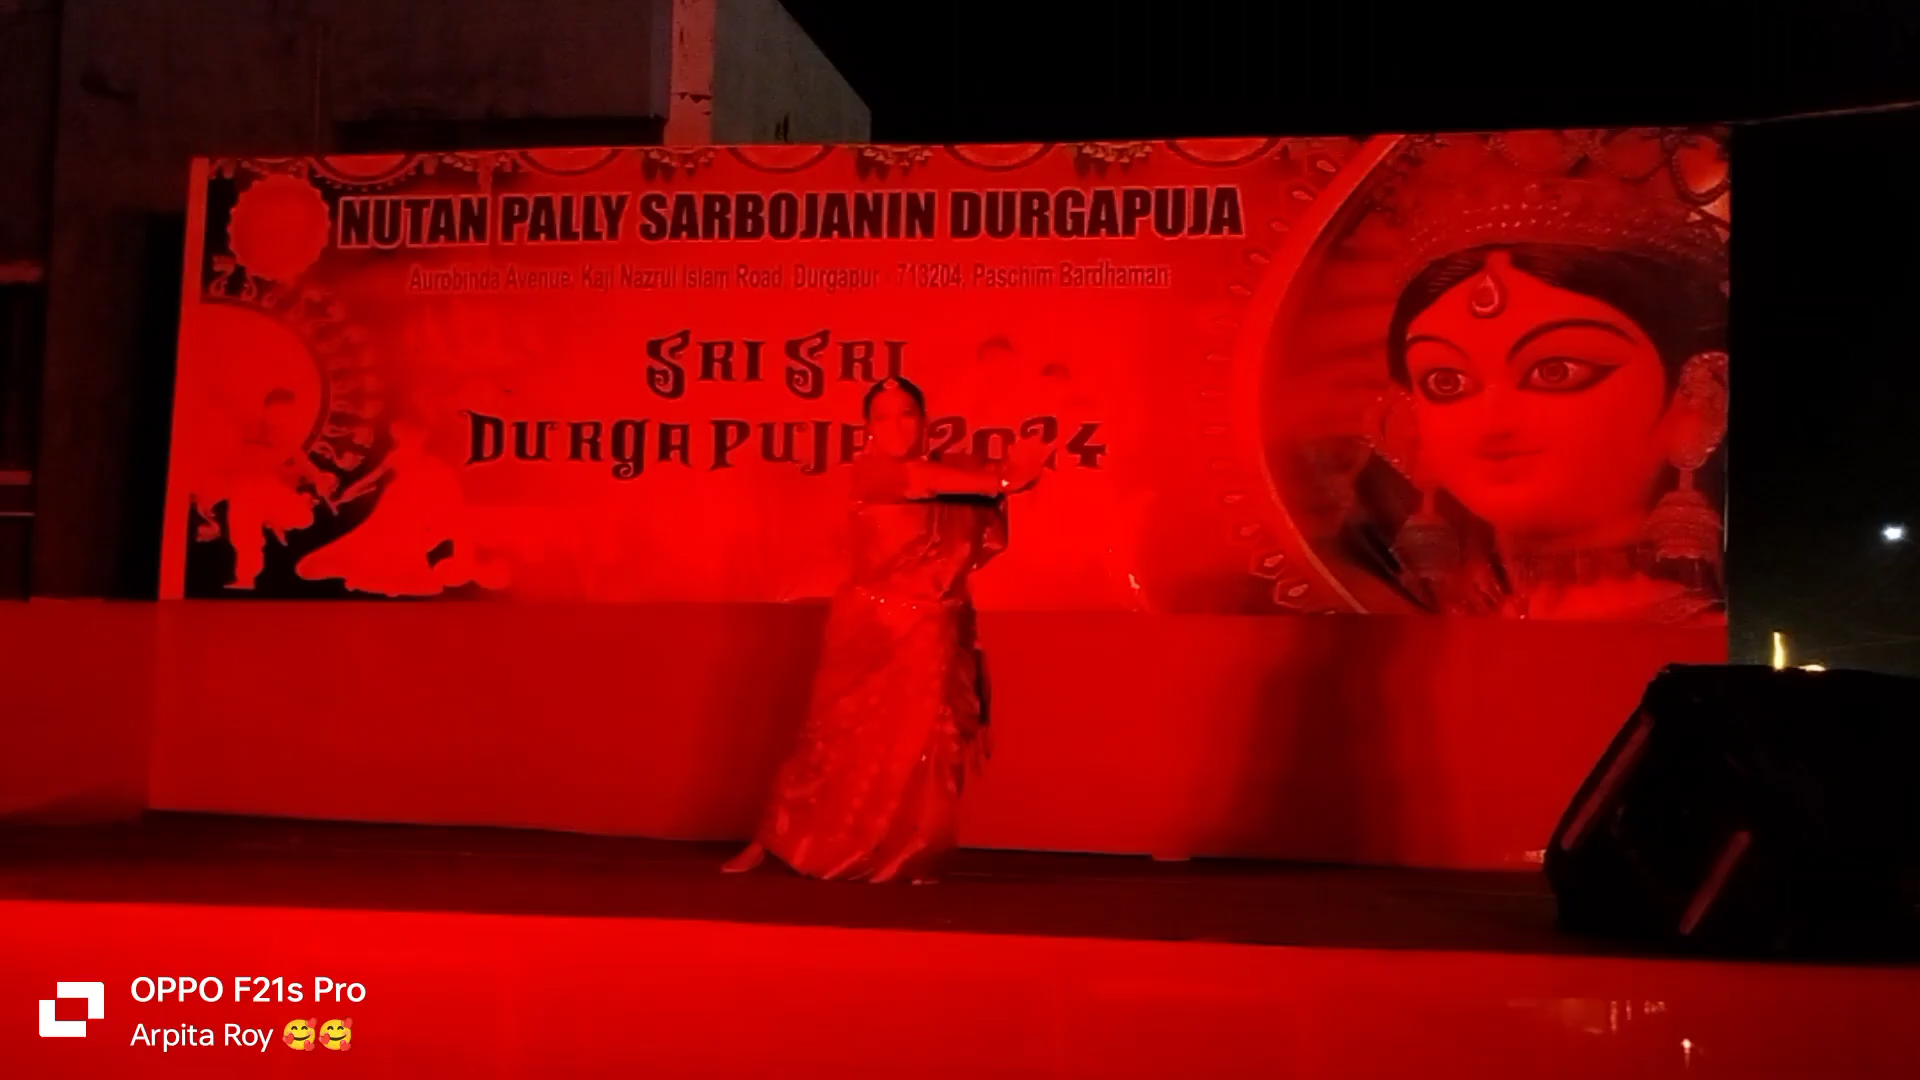 NUTAN PALLY SARBOJANIN DURGAPUJA
Aurobinda Avenue, Kaji Nazrul Islam Road, Durgapur - 713204, Paschim Bardhaman
SRI SRI
DURGA PUJA 2024
OPPO F21s Pro
Arpita Roy 🥰🥰